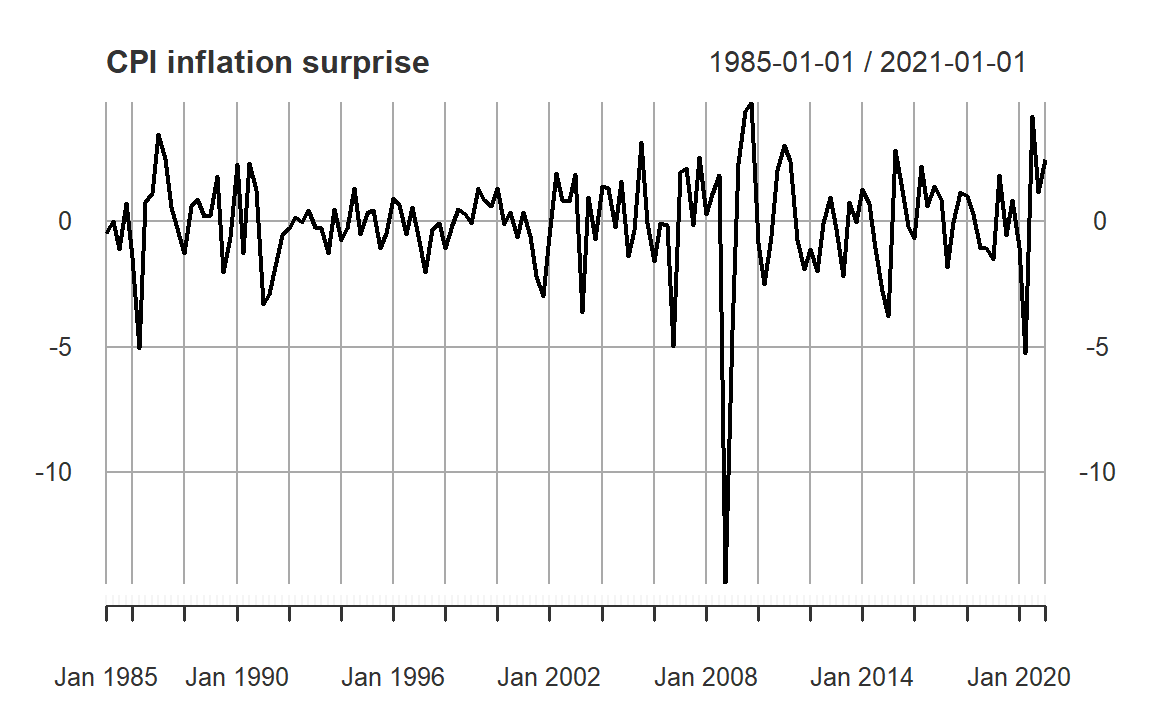 CPI inflation surprise 1985-01-01 / 2021-01-01
0 0
-5 -5
-10 -10
Jan 1985 Jan 1990 Jan 1996 Jan 2002 Jan 2008 Jan 2014 Jan 2020